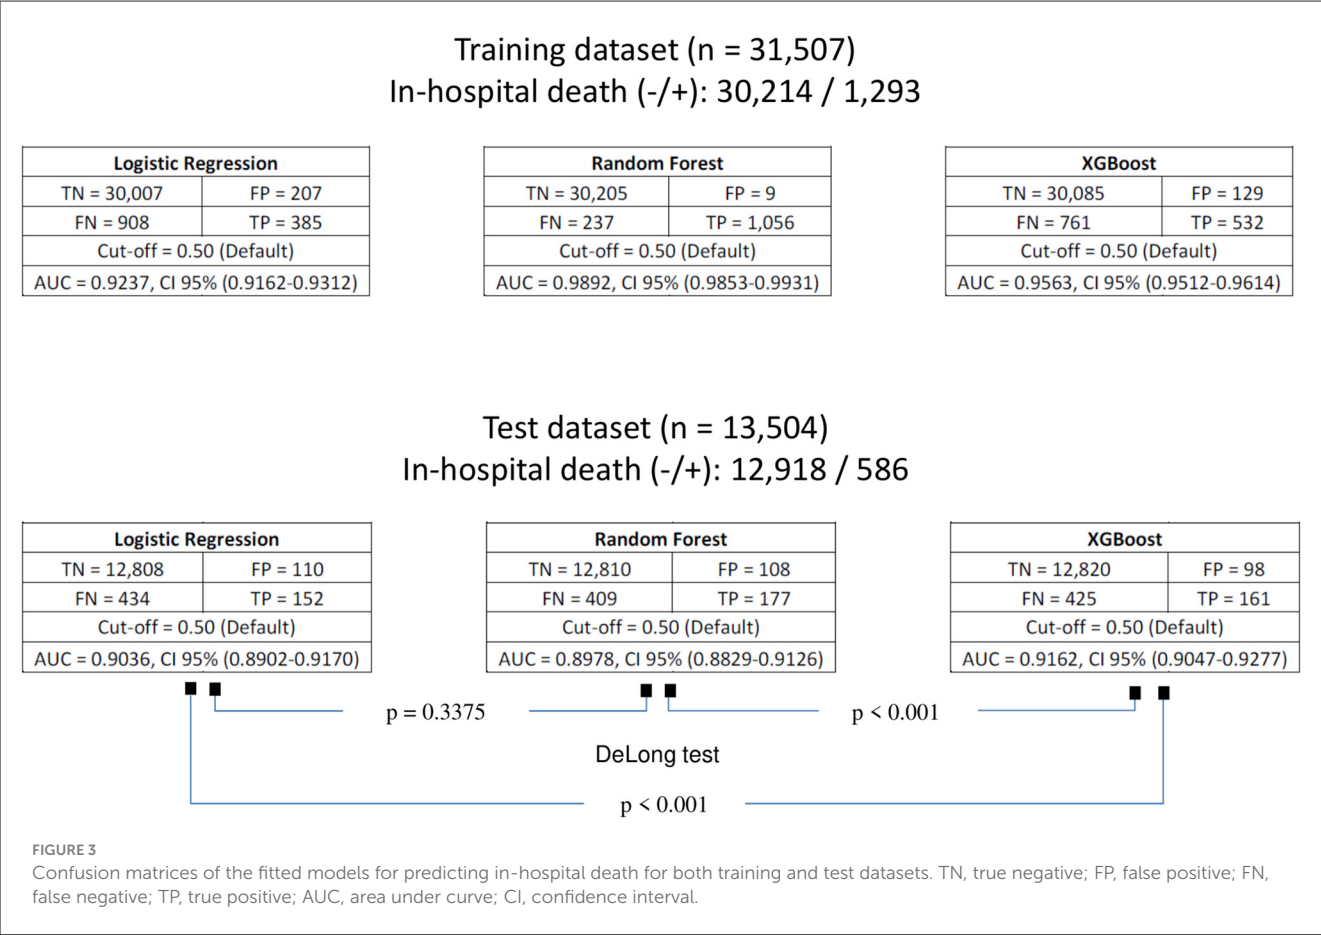 Training dataset (n = 31,507)
In-hospital death (-/+): 30,214 / 1,293
Logistic Regression
TN = 30,007 FP = 207
FN = 908 TP = 385
Cut-off = 0.50 (Default)
AUC = 0.9237, CI 95% (0.9162-0.9312)
Random Forest
TN = 30,205 FP = 9
FN = 237 TP = 1,056
Cut-off = 0.50 (Default)
AUC = 0.9892, CI 95% (0.9853-0.9931)
XGBoost
TN = 30,085 FP = 129
FN = 761 TP = 532
Cut-off = 0.50 (Default)
AUC = 0.9563, CI 95% (0.9512-0.9614)
Test dataset (n = 13,504)
In-hospital death (-/+): 12,918 / 586
Logistic Regression
TN = 12,808 FP = 110
FN = 434 TP = 152
Cut-off = 0.50 (Default)
AUC = 0.9036, CI 95% (0.8902-0.9170)
Random Forest
TN = 12,810 FP = 108
FN = 409 TP = 177
Cut-off = 0.50 (Default)
AUC = 0.8978, CI 95% (0.8829-0.9126)
XGBoost
TN = 12,820 FP = 98
FN = 425 TP = 161
Cut-off = 0.50 (Default)
AUC = 0.9162, CI 95% (0.9047-0.9277)
p = 0.3375 p < 0.001
DeLong test
p < 0.001
FIGURE 3
Confusion matrices of the fitted models for predicting in-hospital death for both training and test datasets. TN, true negative; FP, false positive; FN,
false negative; TP, true positive; AUC, area under curve; CI, confidence interval.